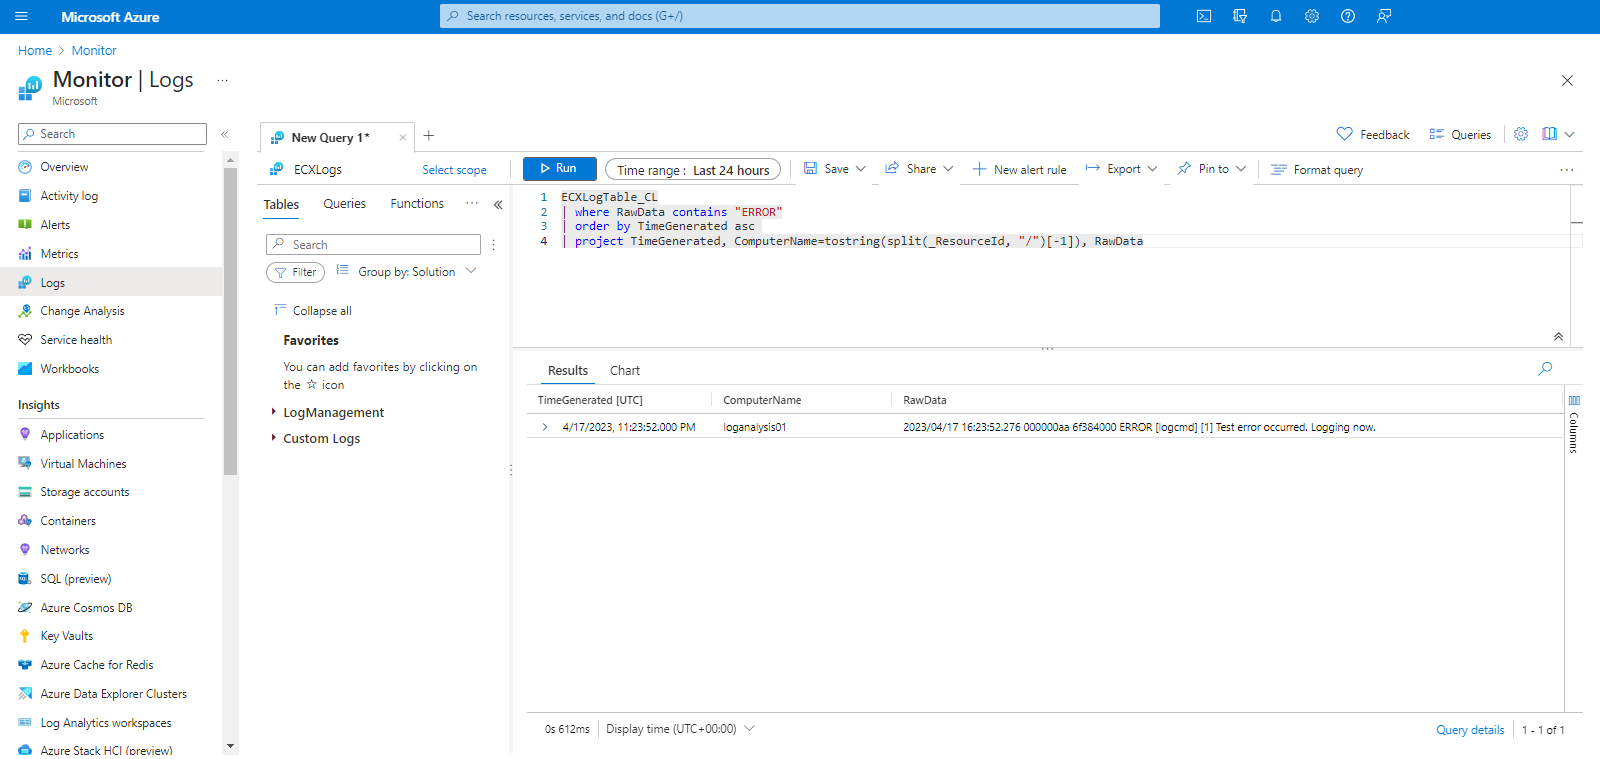 Microsoft Azure
Search resources, services, and docs (G+/)
Home > Monitor
Monitor | Logs ...
Microsoft
Search
«
Overview
Activity log
Alerts
Metrics
Logs
Change Analysis
Service health
Workbooks
Insights
Applications
Virtual Machines
Storage accounts
Containers
Networks
SQL (preview)
Azure Cosmos DB
Key Vaults
Azure Cache for Redis
Azure Data Explorer Clusters
Log Analytics workspaces
Azure Stack HCI (preview)
New Query 1*
Feedback
Queries
ECXLogs
Select scope
Run
Time range : Last 24 hours
Save
Share
New alert rule
Export
Pin to
Format query
...
Tables
Queries
Functions
...
«
Search
Filter
Group by: Solution
Collapse all
Favorites
You can add favorites by clicking on
the ☆ icon
LogManagement
Custom Logs
1 ECXLogTable_CL
2 | where RawData contains "ERROR"
3 | order by TimeGenerated asc
4 | project TimeGenerated, ComputerName=tostring(split(_ResourceId, "/")[-1]), RawData
Results
Chart
TimeGenerated [UTC]
ComputerName
RawData
4/17/2023, 11:23:52.000 PM
loganalysis01
2023/04/17 16:23:52.276 000000aa 6f384000 ERROR [logcmd] [1] Test error occurred. Logging now.
Columns
0s 612ms
Display time (UTC+00:00)
Query details
1 - 1 of 1